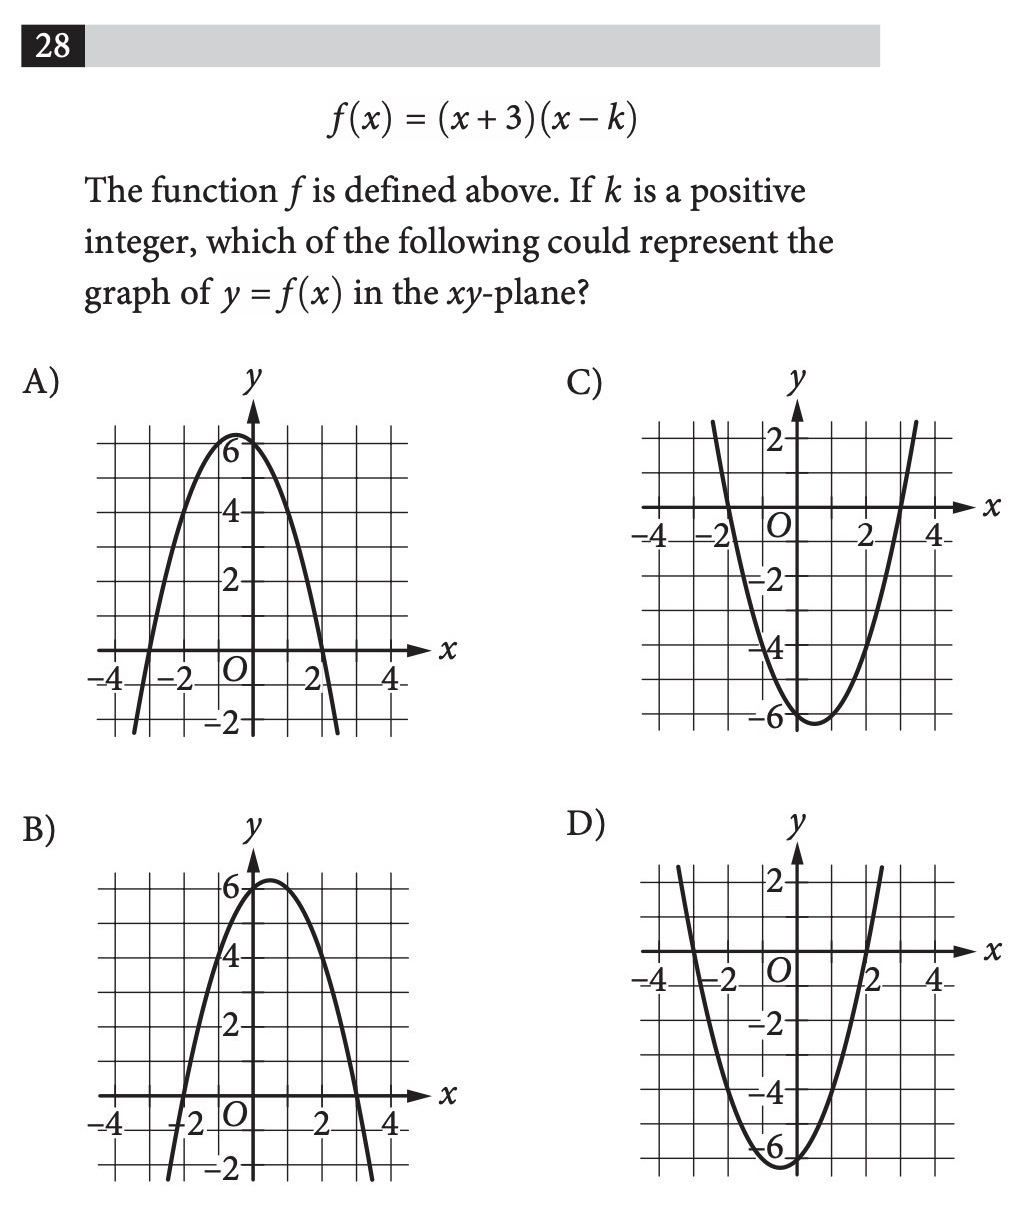 28
f(x) = (x + 3)(x – k)
The function f is defined above. If k is a positive
integer, which of the following could represent the
graph of y = f(x) in the xy-plane?
A)
y
6
4
2
–4 –2 O 2 4
x
–2
B)
y
6
4
2
–4 –2 O 2 4
x
–2
C)
y
2
–4 –2 O 2 4
x
–2
–4
–6
D)
y
2
–4 –2 O 2 4
x
–2
–4
–6